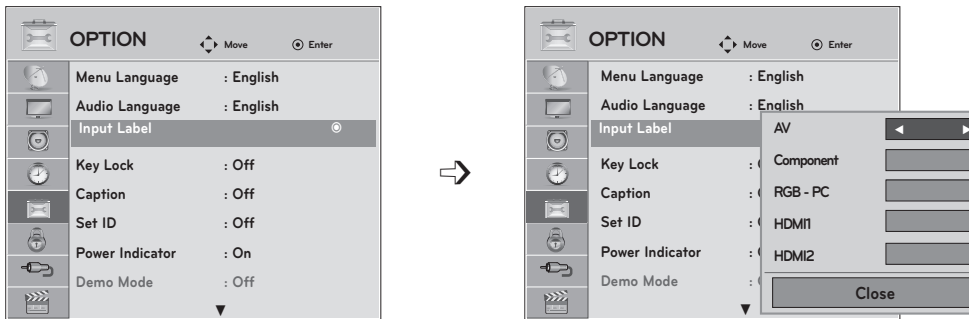 OPTION Move Enter
Menu Language : English
Audio Language : English
Input Label
Key Lock : Off
Caption : Off
Set ID : Off
Power Indicator : On
Demo Mode : Off
OPTION Move Enter
Menu Language : English
Audio Language : English
Input Label
Key Lock :
Caption :
Set ID :
Power Indicator :
Demo Mode :
AV
Component
RGB - PC
HDMI1
HDMI2
Close